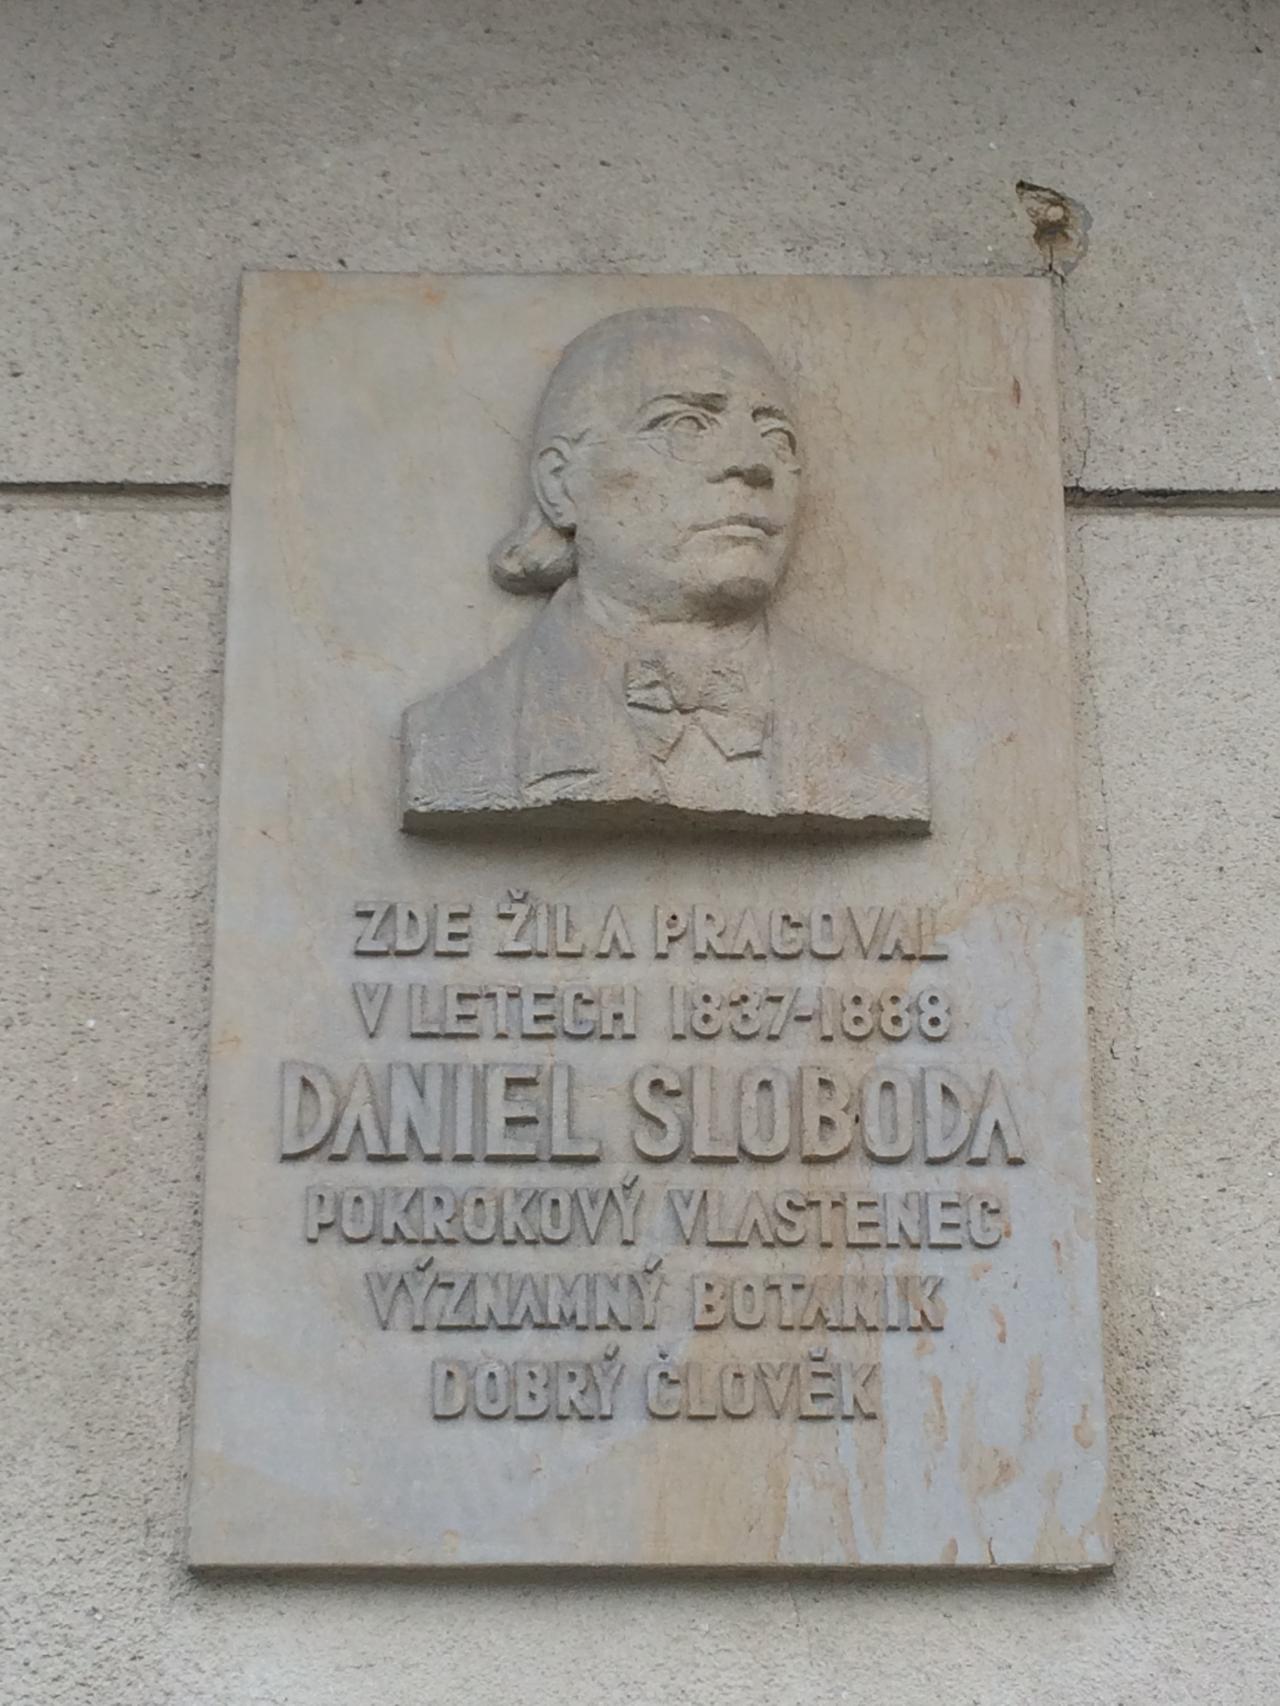 ZDE ŽIL A PRACOVAL
V LETECH 1837-1888
DANIEL SLOBODA
POKROKOVÝ VLASTENEC
VÝZNAMNÝ BOTANIK
DOBRÝ ČLOVĚK